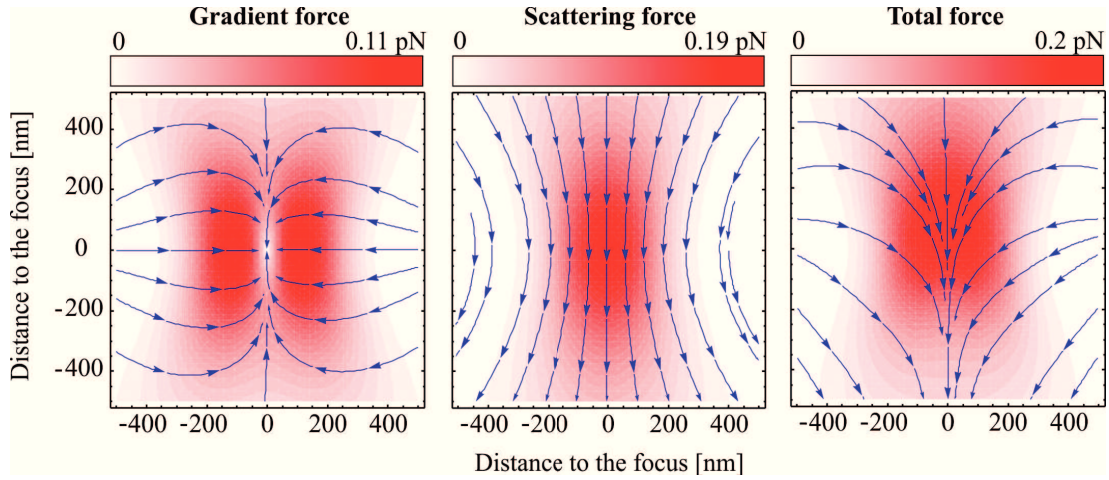 Gradient force
Scattering force
Total force
0 0.11 pN
0 0.19 pN
0 0.2 pN
Distance to the focus [nm]
400
200
0
-200
-400
-400 -200 0 200 400
-400 -200 0 200 400
-400 -200 0 200 400
Distance to the focus [nm]